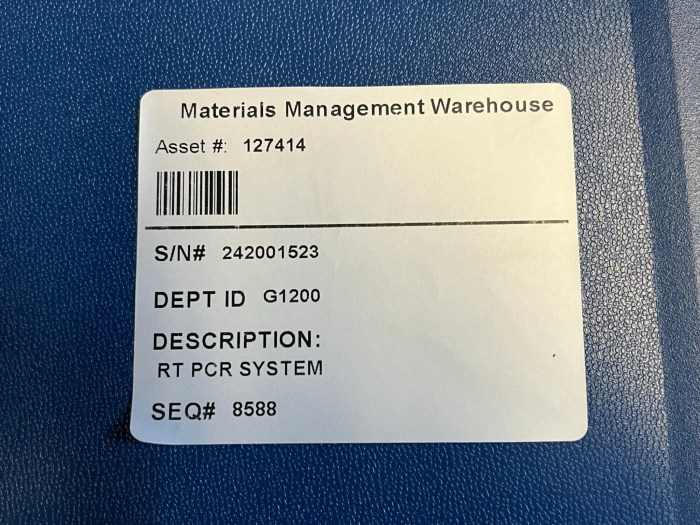 Materials Management Warehouse
Asset #: 127414
S/N# 242001523
DEPT ID G1200
DESCRIPTION:
RT PCR SYSTEM
SEQ# 8588